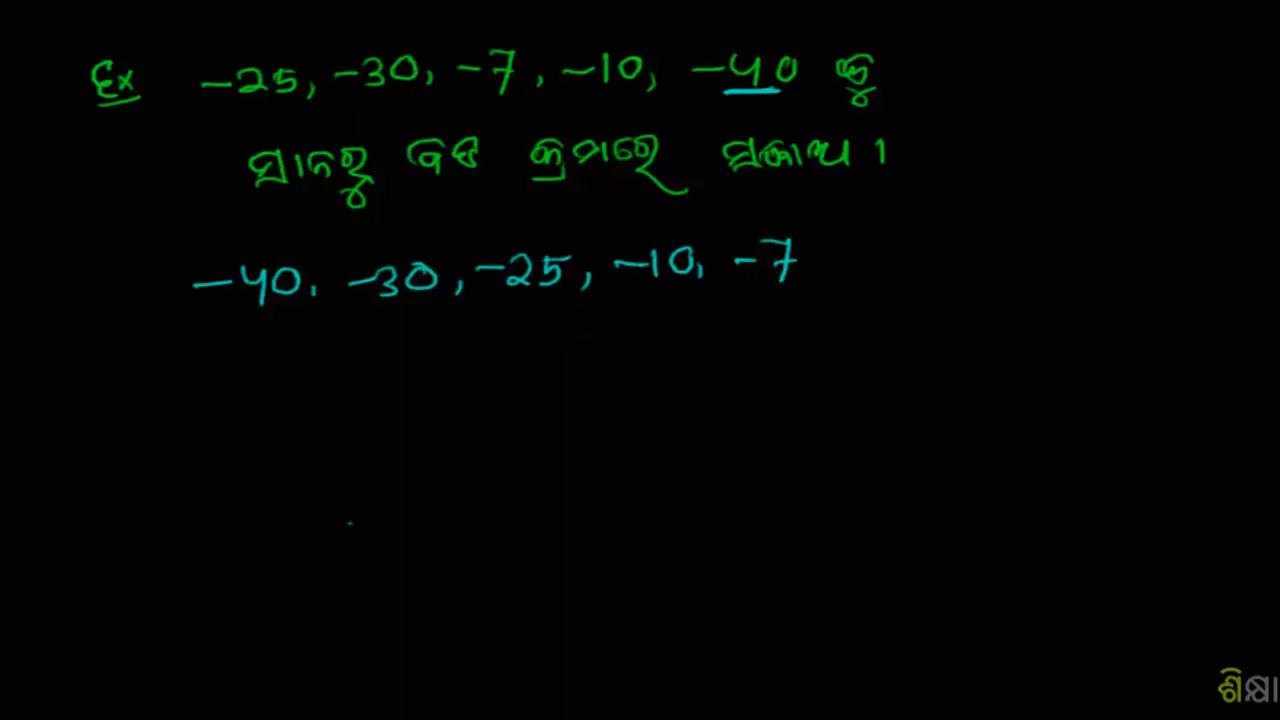 Ex -25, -30, -7, -10, -40 କୁ
ସାନରୁ ବଡ କ୍ରମରେ ସଜାଅ ।
-40, -30, -25, -10, -7
ଶିକ୍ଷା